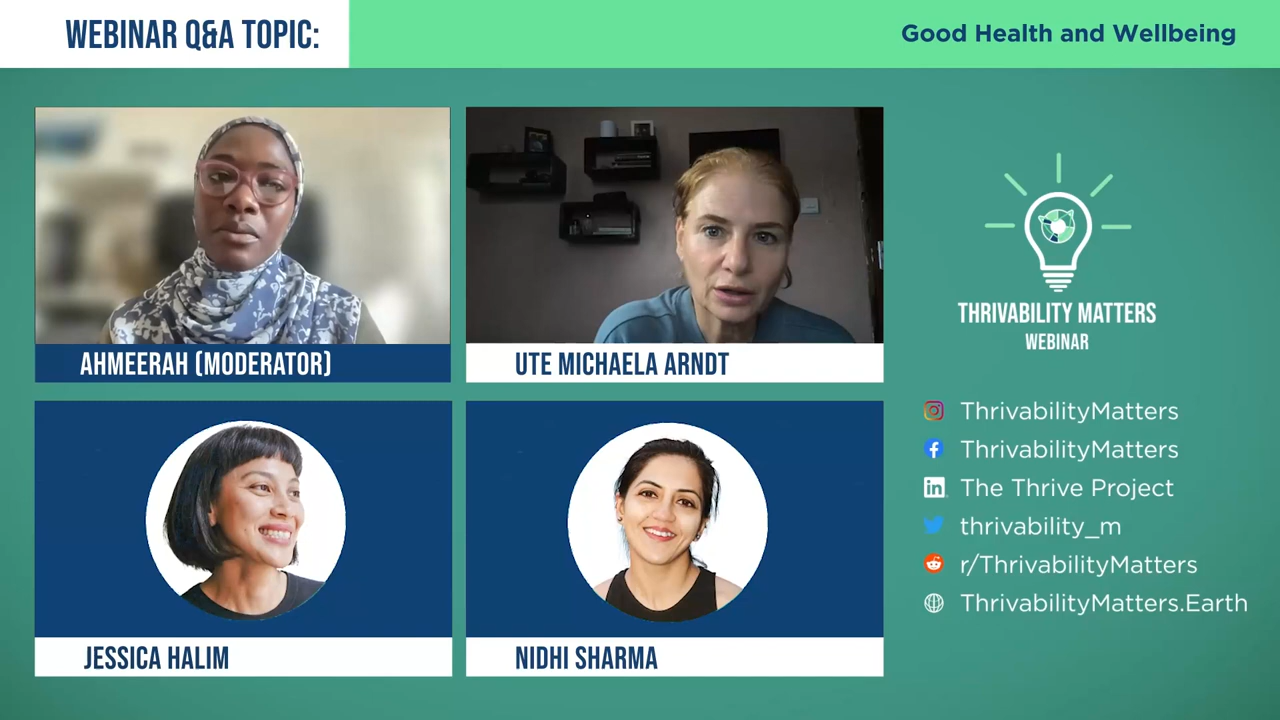 WEBINAR Q&A TOPIC:
Good Health and Wellbeing
AHMEERAH (MODERATOR)
UTE MICHAELA ARNDT
JESSICA HALIM
NIDHI SHARMA
THRIVABILITY MATTERS
WEBINAR
ThrivabilityMatters
ThrivabilityMatters
The Thrive Project
thrivability_m
r/ThrivabilityMatters
ThrivabilityMatters.Earth